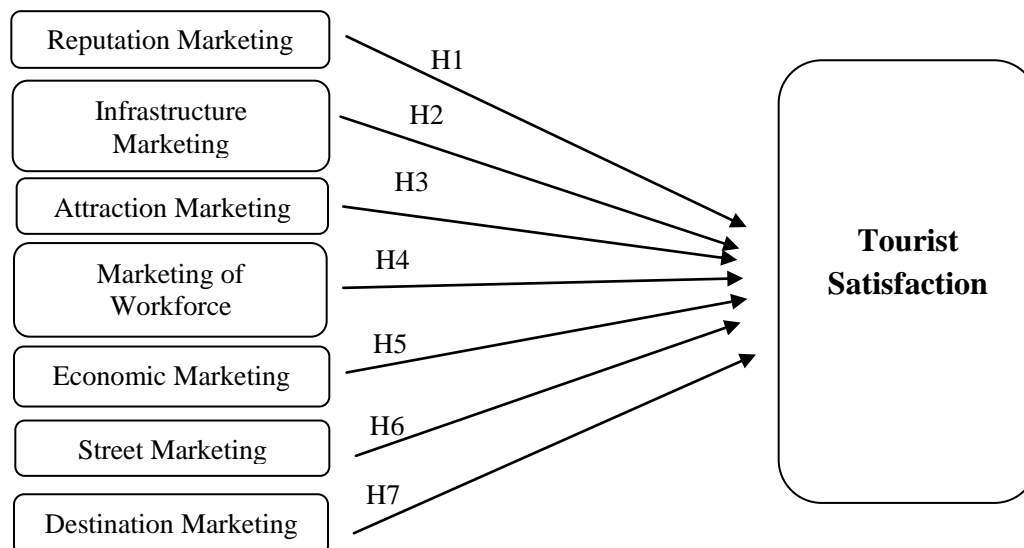 Reputation Marketing
H1
Infrastructure
Marketing
H2
Attraction Marketing
H3
Marketing of
Workforce
H4
Economic Marketing
H5
Street Marketing
H6
Destination Marketing
H7
Tourist
Satisfaction